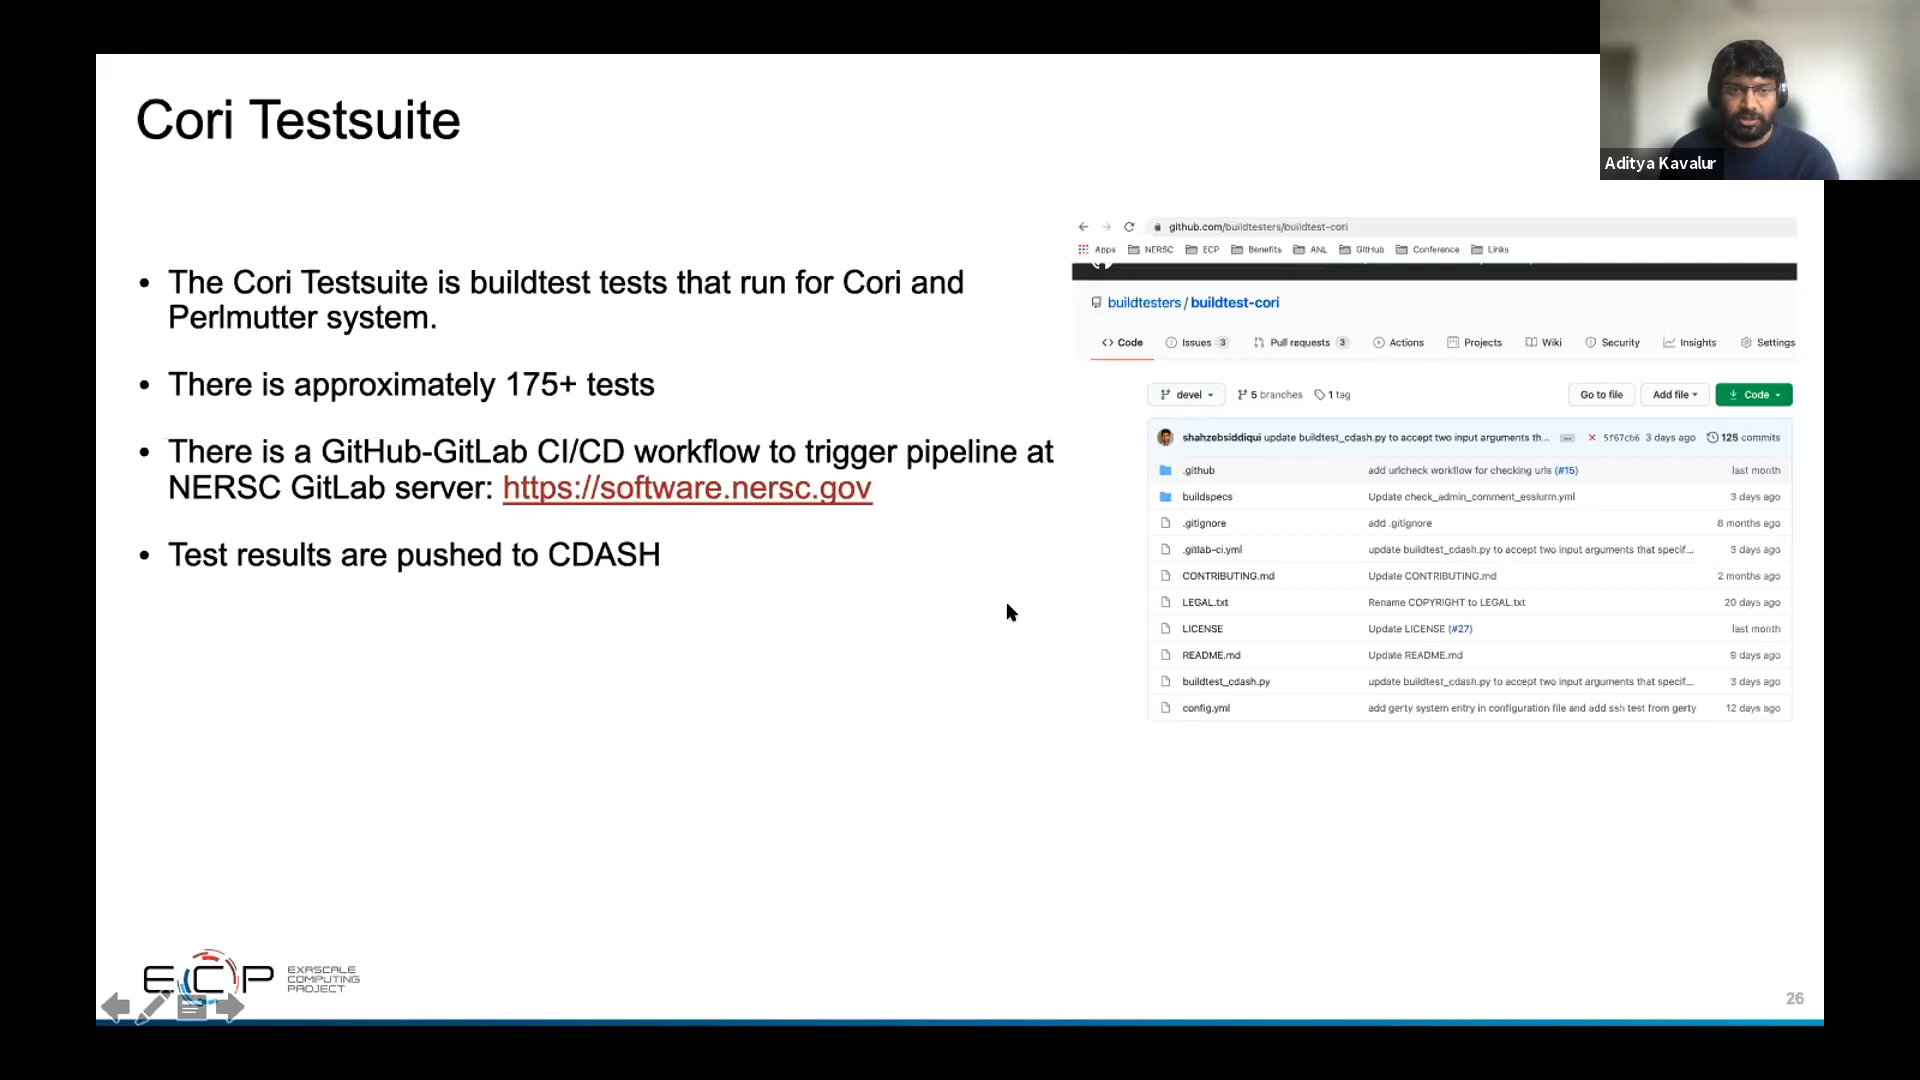 Cori Testsuite
Aditya Kavalur
• The Cori Testsuite is buildtest tests that run for Cori and
Perlmutter system.
• There is approximately 175+ tests
• There is a GitHub-GitLab CI/CD workflow to trigger pipeline at
NERSC GitLab server: https://software.nersc.gov
• Test results are pushed to CDASH
github.com/buildtesters/buildtest-cori
Apps NERSC ECP Benefits ANL GitHub Conference Links
buildtesters / buildtest-cori
<> Code Issues 3 Pull requests 3 Actions Projects Wiki Security Insights Settings
devel 5 branches 1 tag Go to file Add file Code
shahzebsiddiqui update buildtest_cdash.py to accept two input arguments th... ... 5f67cb6 3 days ago 125 commits
.github add urlcheck workflow for checking urls (#15) last month
buildspecs Update check_admin_comment_esslurm.yml 3 days ago
.gitignore add .gitignore 8 months ago
.gitlab-ci.yml update buildtest_cdash.py to accept two input arguments that specif... 3 days ago
CONTRIBUTING.md Update CONTRIBUTING.md 2 months ago
LEGAL.txt Rename COPYRIGHT to LEGAL.txt 20 days ago
LICENSE Update LICENSE (#27) last month
README.md Update README.md 9 days ago
buildtest_cdash.py update buildtest_cdash.py to accept two input arguments that specif... 3 days ago
config.yml add gerty system entry in configuration file and add ssh test from gerty 12 days ago
ECP EXASCALE
COMPUTING
PROJECT
26